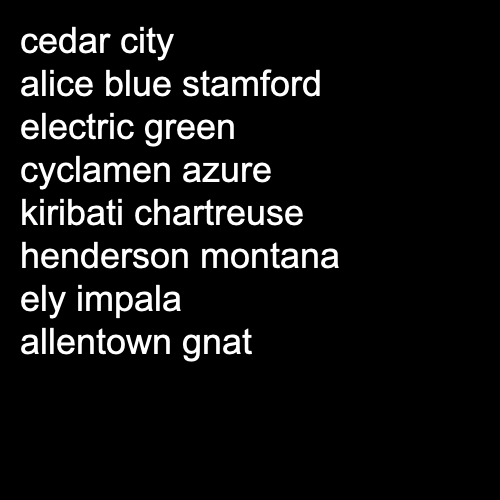 cedar city
alice blue stamford
electric green
cyclamen azure
kiribati chartreuse
henderson montana
ely impala
allentown gnat